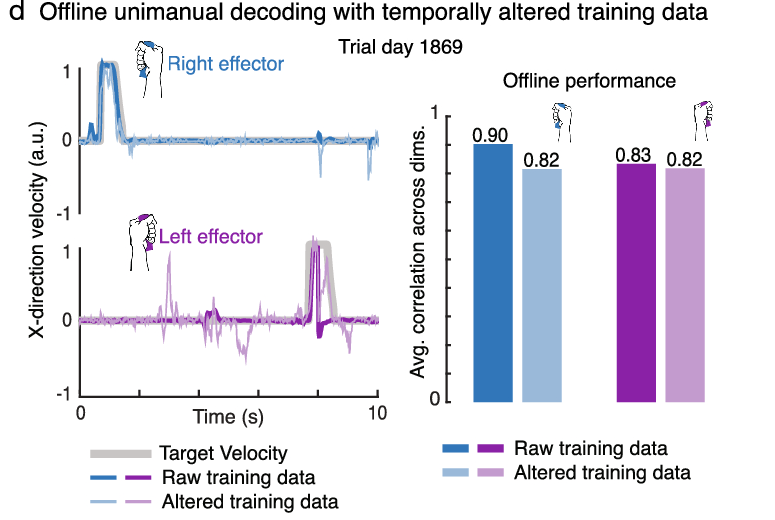 d Offline unimanual decoding with temporally altered training data
Trial day 1869
Right effector
X-direction velocity (a.u.)
1
0
-1
Left effector
1
0
-1
0
10
Time (s)
Target Velocity
Raw training data
Altered training data
Offline performance
Avg. correlation across dims.
1
0
0.90
0.82
0.83
0.82
Raw training data
Altered training data